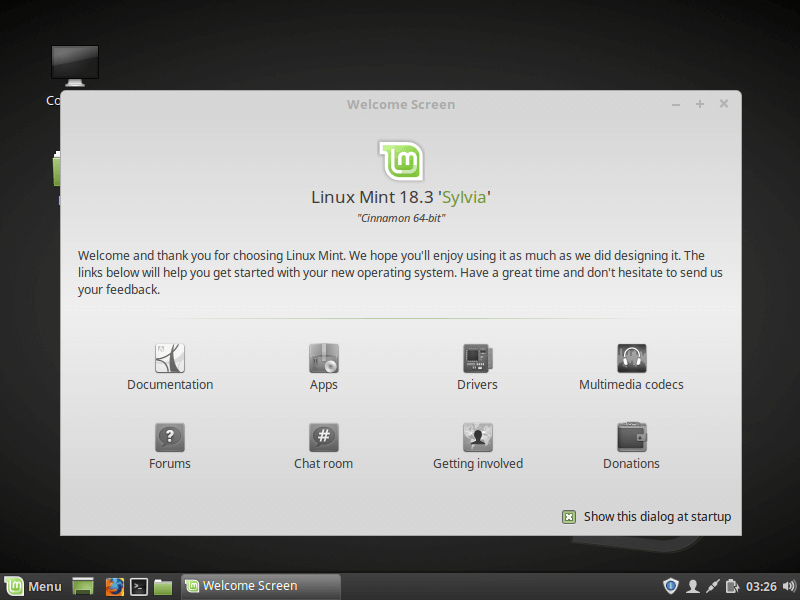 Welcome Screen
Linux Mint 18.3 'Sylvia'
"Cinnamon 64-bit"
Welcome and thank you for choosing Linux Mint. We hope you'll enjoy using it as much as we did designing it. The
links below will help you get started with your new operating system. Have a great time and don't hesitate to send us
your feedback.
Documentation
Apps
Drivers
Multimedia codecs
Forums
Chat room
Getting involved
Donations
Show this dialog at startup
Menu
Welcome Screen
03:26